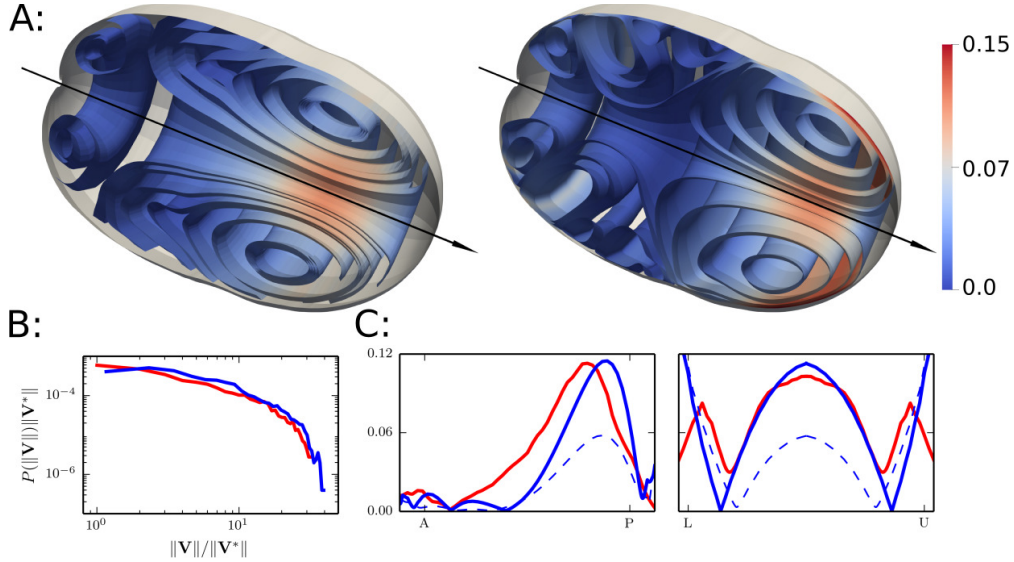 A:
0.15
0.07
0.0
B:
C:
P(‖V‖)‖V*‖
10⁻⁴
10⁻⁶
10⁰
10¹
‖V‖/‖V*‖
0.12
0.06
0.00
A
P
L
U